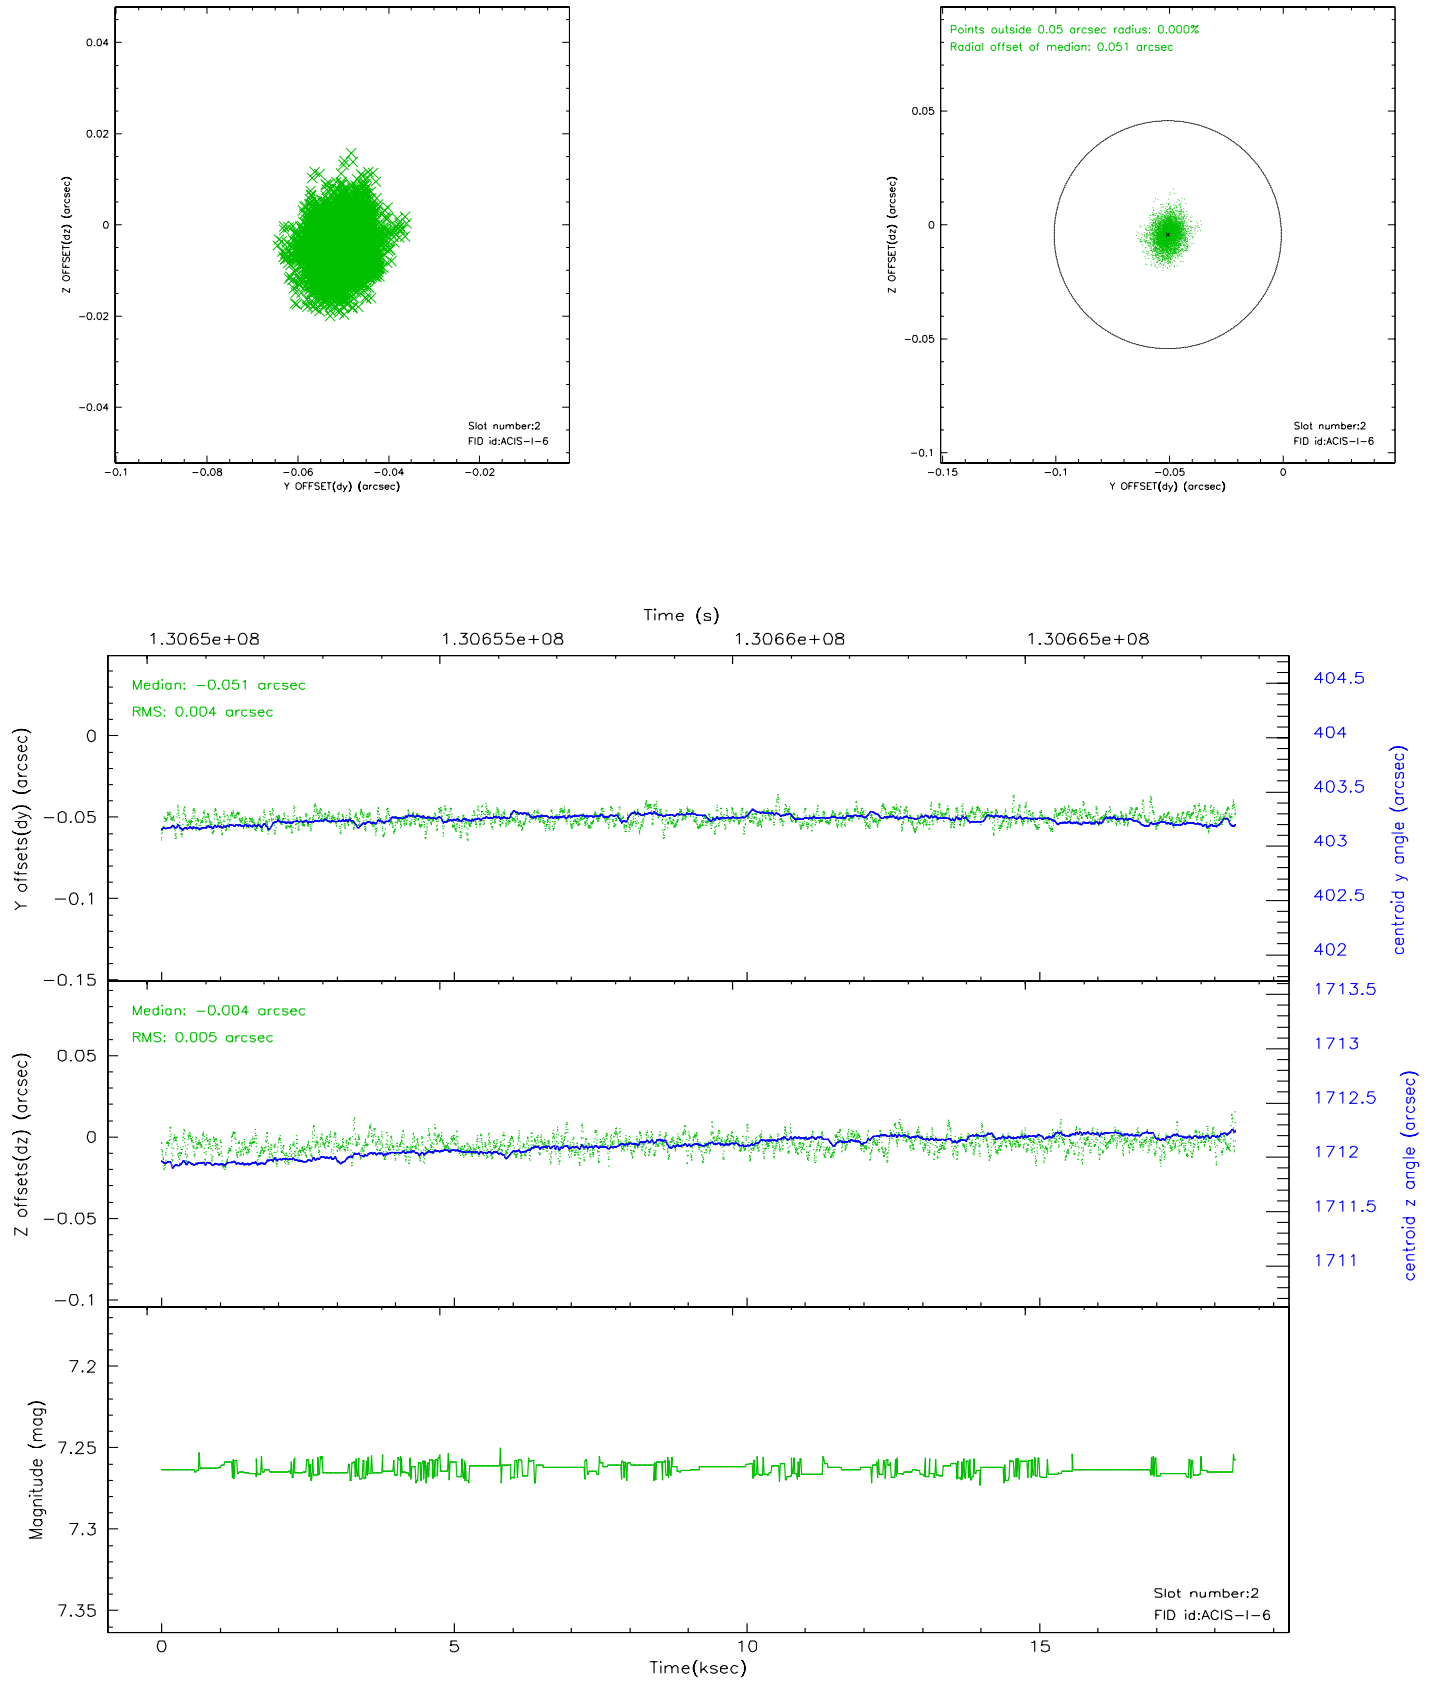 0.04
0.02
0
−0.02
−0.04
Z OFFSET(dz) (arcsec)
Slot number:2
FID id:ACIS−I−6
−0.1 −0.08 −0.06 −0.04 −0.02
Y OFFSET(dy) (arcsec)
Points outside 0.05 arcsec radius: 0.000%
Radial offset of median: 0.051 arcsec
0.05
0
−0.05
−0.1
Z OFFSET(dz) (arcsec)
Slot number:2
FID id:ACIS−I−6
−0.15 −0.1 −0.05 0
Y OFFSET(dy) (arcsec)
Time (s)
1.3065e+08 1.30655e+08 1.3066e+08 1.30665e+08
Median: −0.051 arcsec
RMS: 0.004 arcsec
0
−0.05
−0.1
−0.15
Y offsets(dy) (arcsec)
404.5
404
403.5
403
402.5
402
centroid y angle (arcsec)
Median: −0.004 arcsec
RMS: 0.005 arcsec
0.05
0
−0.05
−0.1
Z offsets(dz) (arcsec)
1713.5
1713
1712.5
1712
1711.5
1711
centroid z angle (arcsec)
7.2
7.25
7.3
7.35
Magnitude (mag)
Slot number:2
FID id:ACIS−I−6
0 5 10 15
Time(ksec)